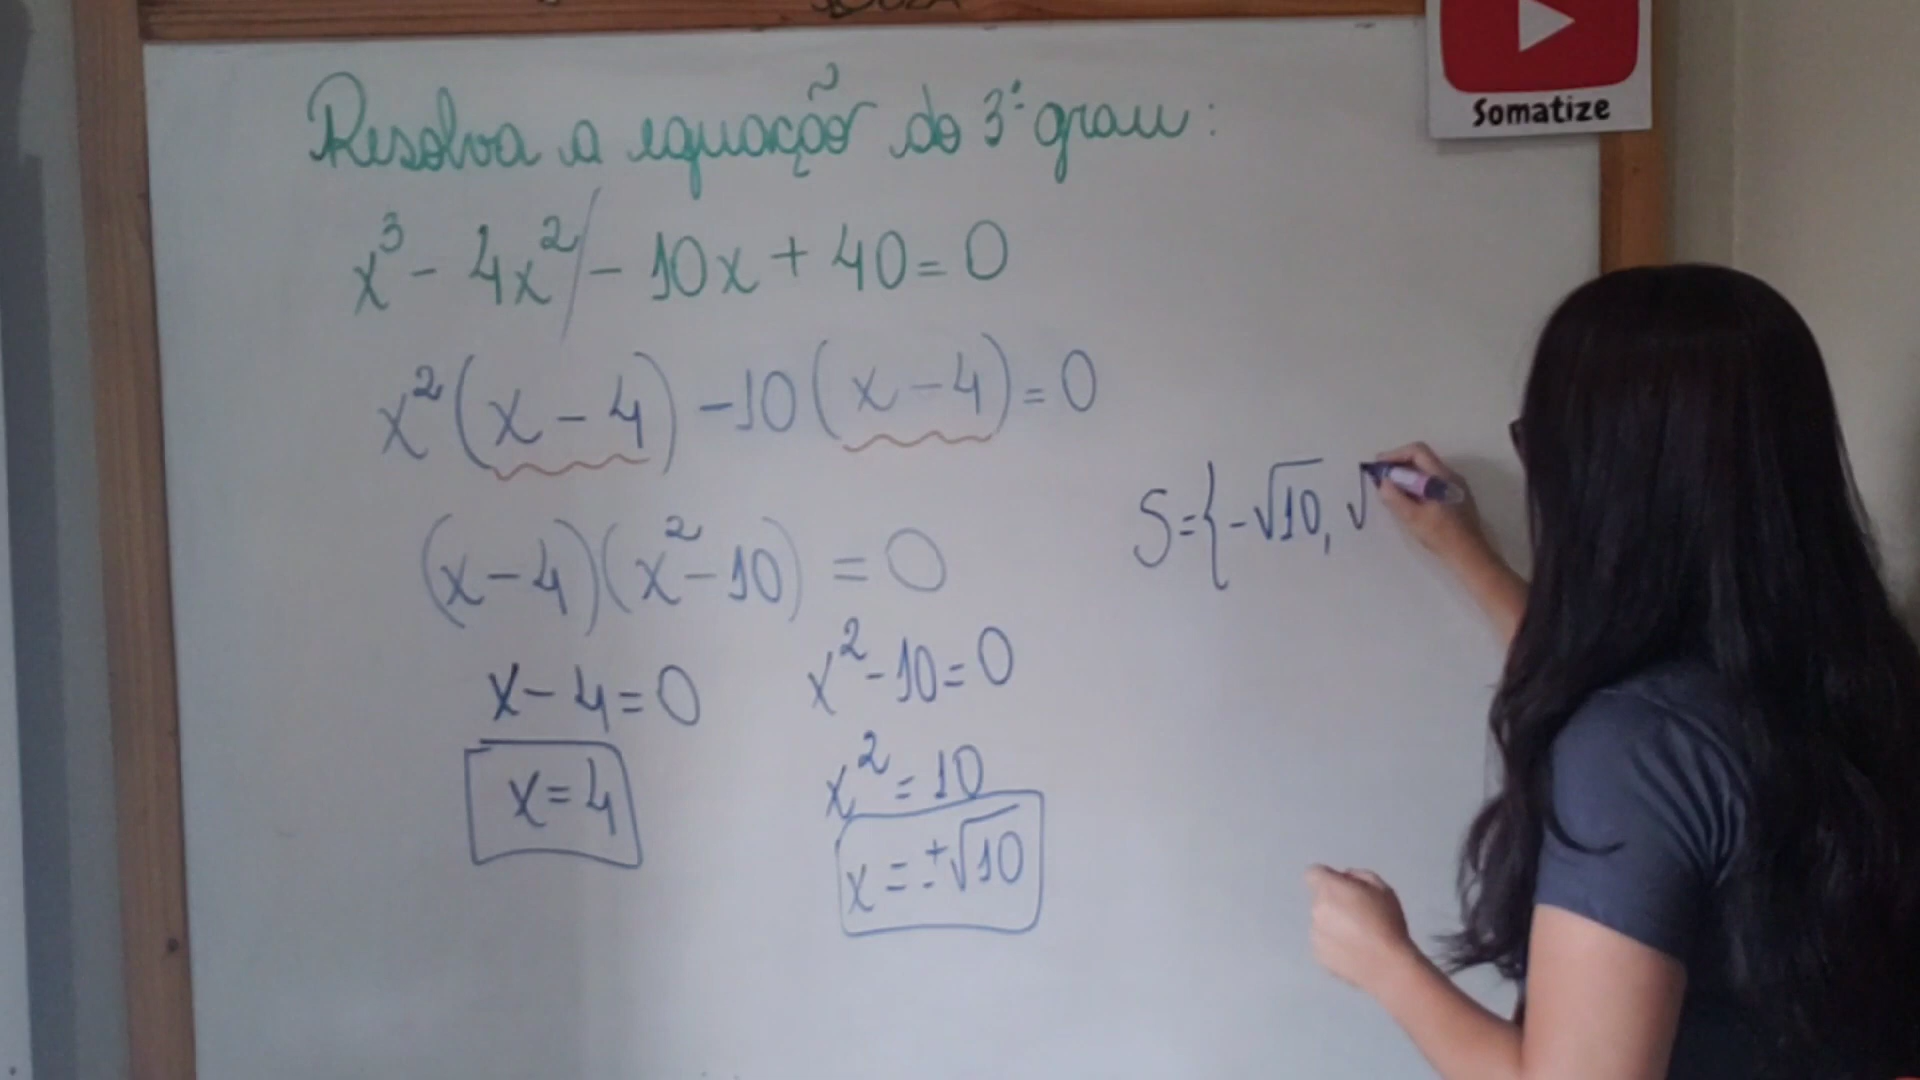 Resolva a equação do 3º grau:
x³ - 4x² / - 10x + 40 = 0
x²(x - 4) - 10(x - 4) = 0
(x - 4)(x² - 10) = 0
x - 4 = 0
x = 4
x² - 10 = 0
x² = 10
x = ±√10
S = {-√10, √
Somatize